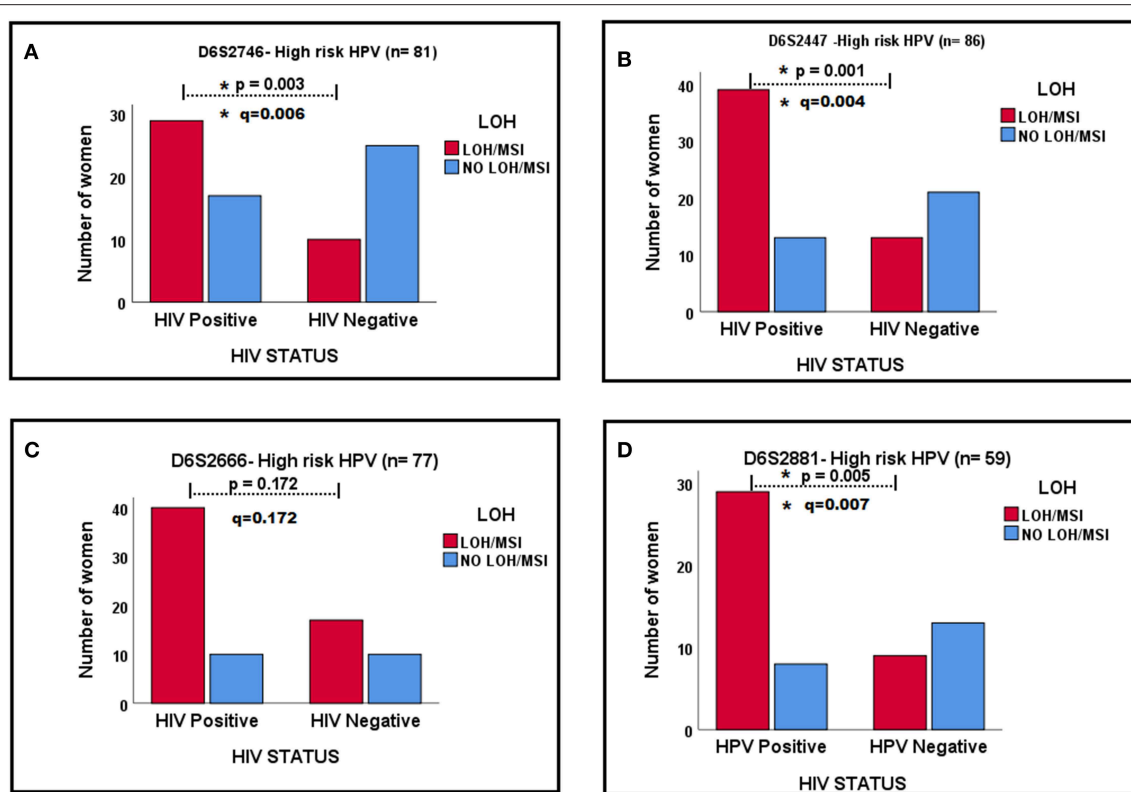 A
D6S2746- High risk HPV (n= 81)
* p = 0.003
* q=0.006
LOH
LOH/MSI
NO LOH/MSI
Number of women
30
20
10
0
HIV Positive HIV Negative
HIV STATUS
B
D6S2447 -High risk HPV (n= 86)
* p = 0.001
* q=0.004
LOH
LOH/MSI
NO LOH/MSI
Number of women
40
30
20
10
0
HIV Positive HIV Negative
HIV STATUS
C
D6S2666- High risk HPV (n= 77)
p = 0.172
q=0.172
LOH
LOH/MSI
NO LOH/MSI
Number of women
40
30
20
10
0
HIV Positive HIV Negative
HIV STATUS
D
D6S2881- High risk HPV (n= 59)
* p = 0.005
* q=0.007
LOH
LOH/MSI
NO LOH/MSI
Number of women
30
20
10
0
HPV Positive HPV Negative
HIV STATUS